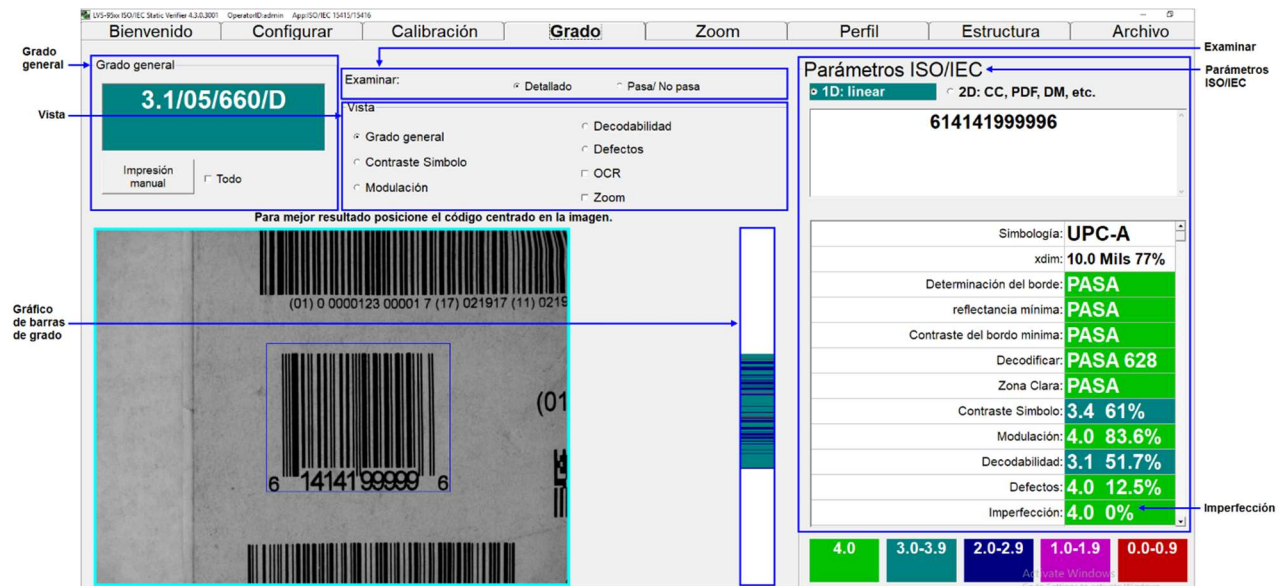 LVS-95xx ISO/IEC Static Verifier 4.3.0.3001 OperatorID:admin App:ISO/IEC 15415/15416
Bienvenido Configurar Calibración Grado Zoom Perfil Estructura Archivo
Grado general
Grado general
3.1/05/660/D
Impresión manual
Todo
Examinar
Examinar:
Detallado
Pasa/ No pasa
Vista
Vista
Grado general
Contraste Simbolo
Modulación
Decodabilidad
Defectos
OCR
Zoom
Parámetros ISO/IEC
Parámetros ISO/IEC
1D: linear
2D: CC, PDF, DM, etc.
614141999996
Para mejor resultado posicione el código centrado en la imagen.
Gráfico de barras de grado
(01) 0 0000123 00001 7 (17) 021917 (11) 0219
(01
6 14141 99999 6
Simbología: UPC-A
xdim: 10.0 Mils 77%
Determinación del borde: PASA
reflectancia mínima: PASA
Contraste del bordo minima: PASA
Decodificar: PASA 628
Zona Clara: PASA
Contraste Simbolo: 3.4 61%
Modulación: 4.0 83.6%
Decodabilidad: 3.1 51.7%
Defectos: 4.0 12.5%
Imperfección: 4.0 0%
Imperfección
4.0 3.0-3.9 2.0-2.9 1.0-1.9 0.0-0.9
Activate Windows